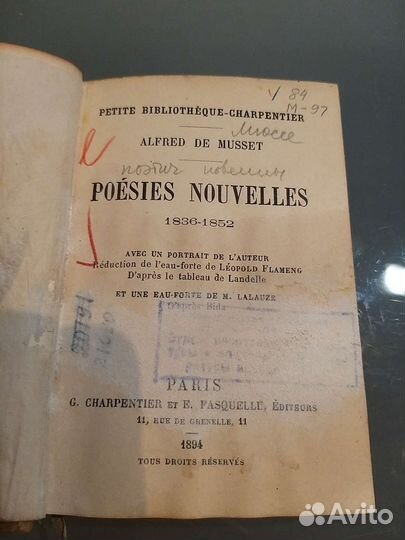 84
М-97
PETITE BIBLIOTHÈQUE-CHARPENTIER
Мюссе
ALFRED DE MUSSET
POÉSIES NOUVELLES
1836-1852
AVEC UN PORTRAIT DE L'AUTEUR
Réduction de l'eau-forte de LÉOPOLD FLAMENG
D'après le tableau de Landelle
ET UNE EAU-FORTE DE M. LALAUZE
D'après Bida
PARIS
G. CHARPENTIER ET E. FASQUELLE, ÉDITEURS
11, RUE DE GRENELLE, 11
1894
TOUS DROITS RÉSERVÉS
Avito